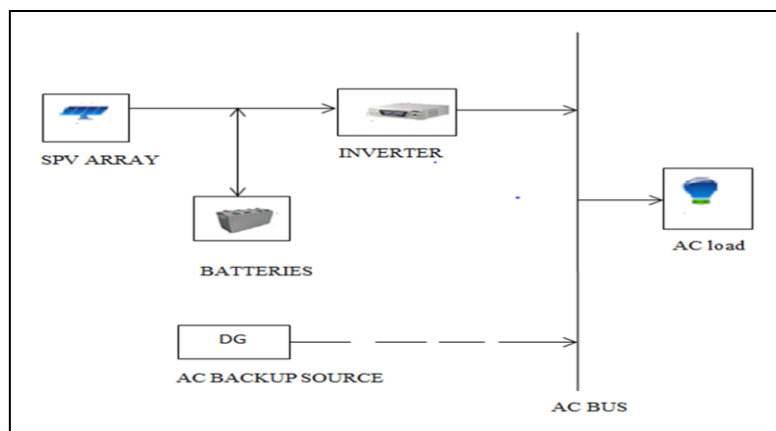 SPV ARRAY
INVERTER
BATTERIES
AC load
DG
AC BACKUP SOURCE
AC BUS